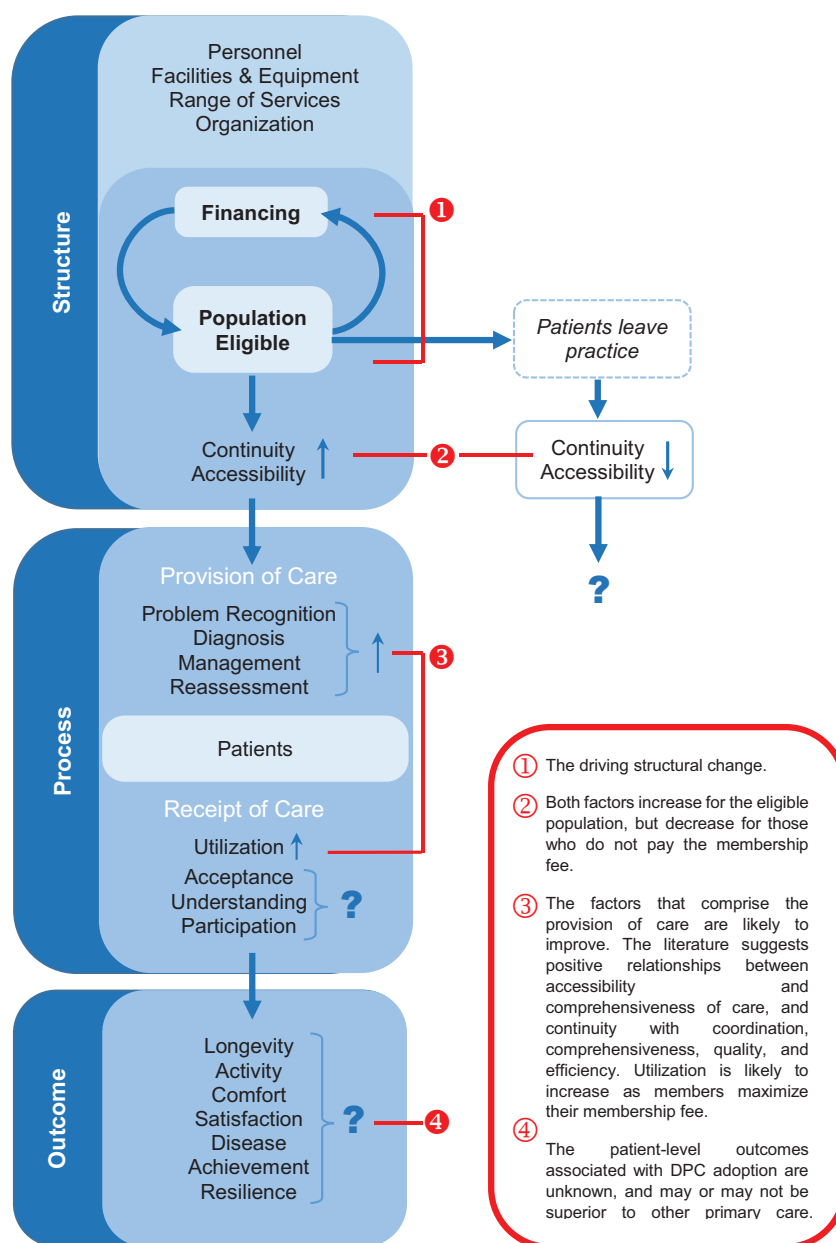 Structure
Personnel
Facilities & Equipment
Range of Services
Organization
Financing
1
Population
Eligible
Patients leave
practice
Continuity
Accessibility
2
Continuity
Accessibility
?
Process
Provision of Care
Problem Recognition
Diagnosis
Management
Reassessment
3
Patients
Receipt of Care
Utilization
Acceptance
Understanding
Participation
?
Outcome
Longevity
Activity
Comfort
Satisfaction
Disease
Achievement
Resilience
?
4
① The driving structural change.
② Both factors increase for the eligible
population, but decrease for those
who do not pay the membership
fee.
③ The factors that comprise the
provision of care are likely to
improve. The literature suggests
positive relationships between
accessibility and
comprehensiveness of care, and
continuity with coordination,
comprehensiveness, quality, and
efficiency. Utilization is likely to
increase as members maximize
their membership fee.
④
The patient-level outcomes
associated with DPC adoption are
unknown, and may or may not be
superior to other primary care.